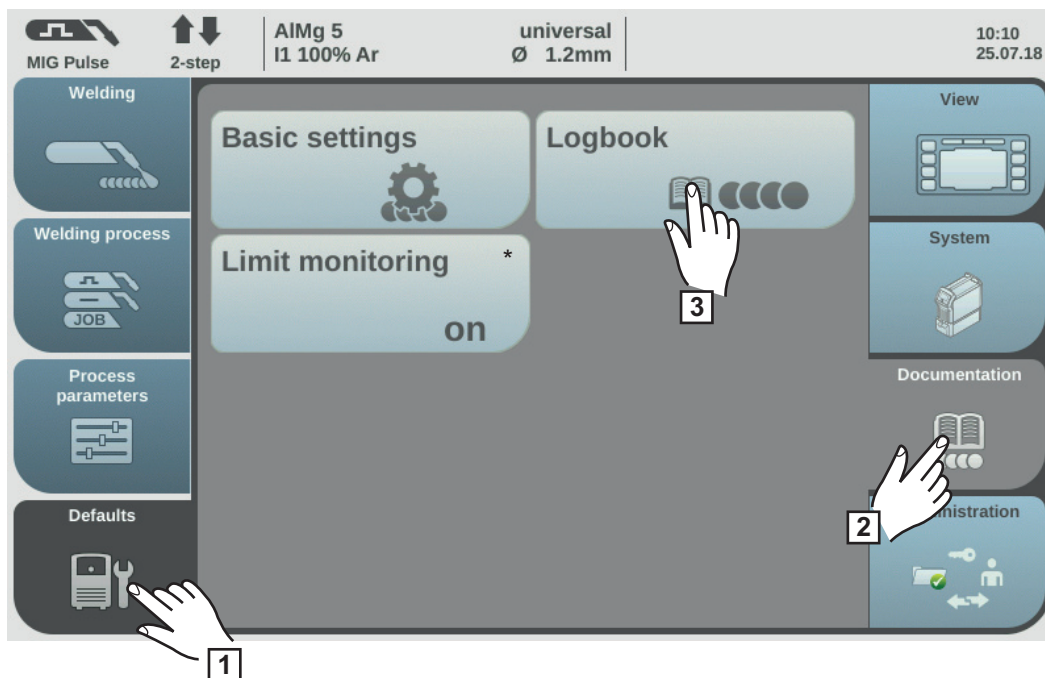 MIG Pulse
2-step
AlMg 5
I1 100% Ar
universal
Ø 1.2mm
10:10
25.07.18
Welding
Welding process
JOB
Process
parameters
Defaults
Basic settings
Logbook
Limit monitoring *
on
View
System
Documentation
nistration
1
2
3